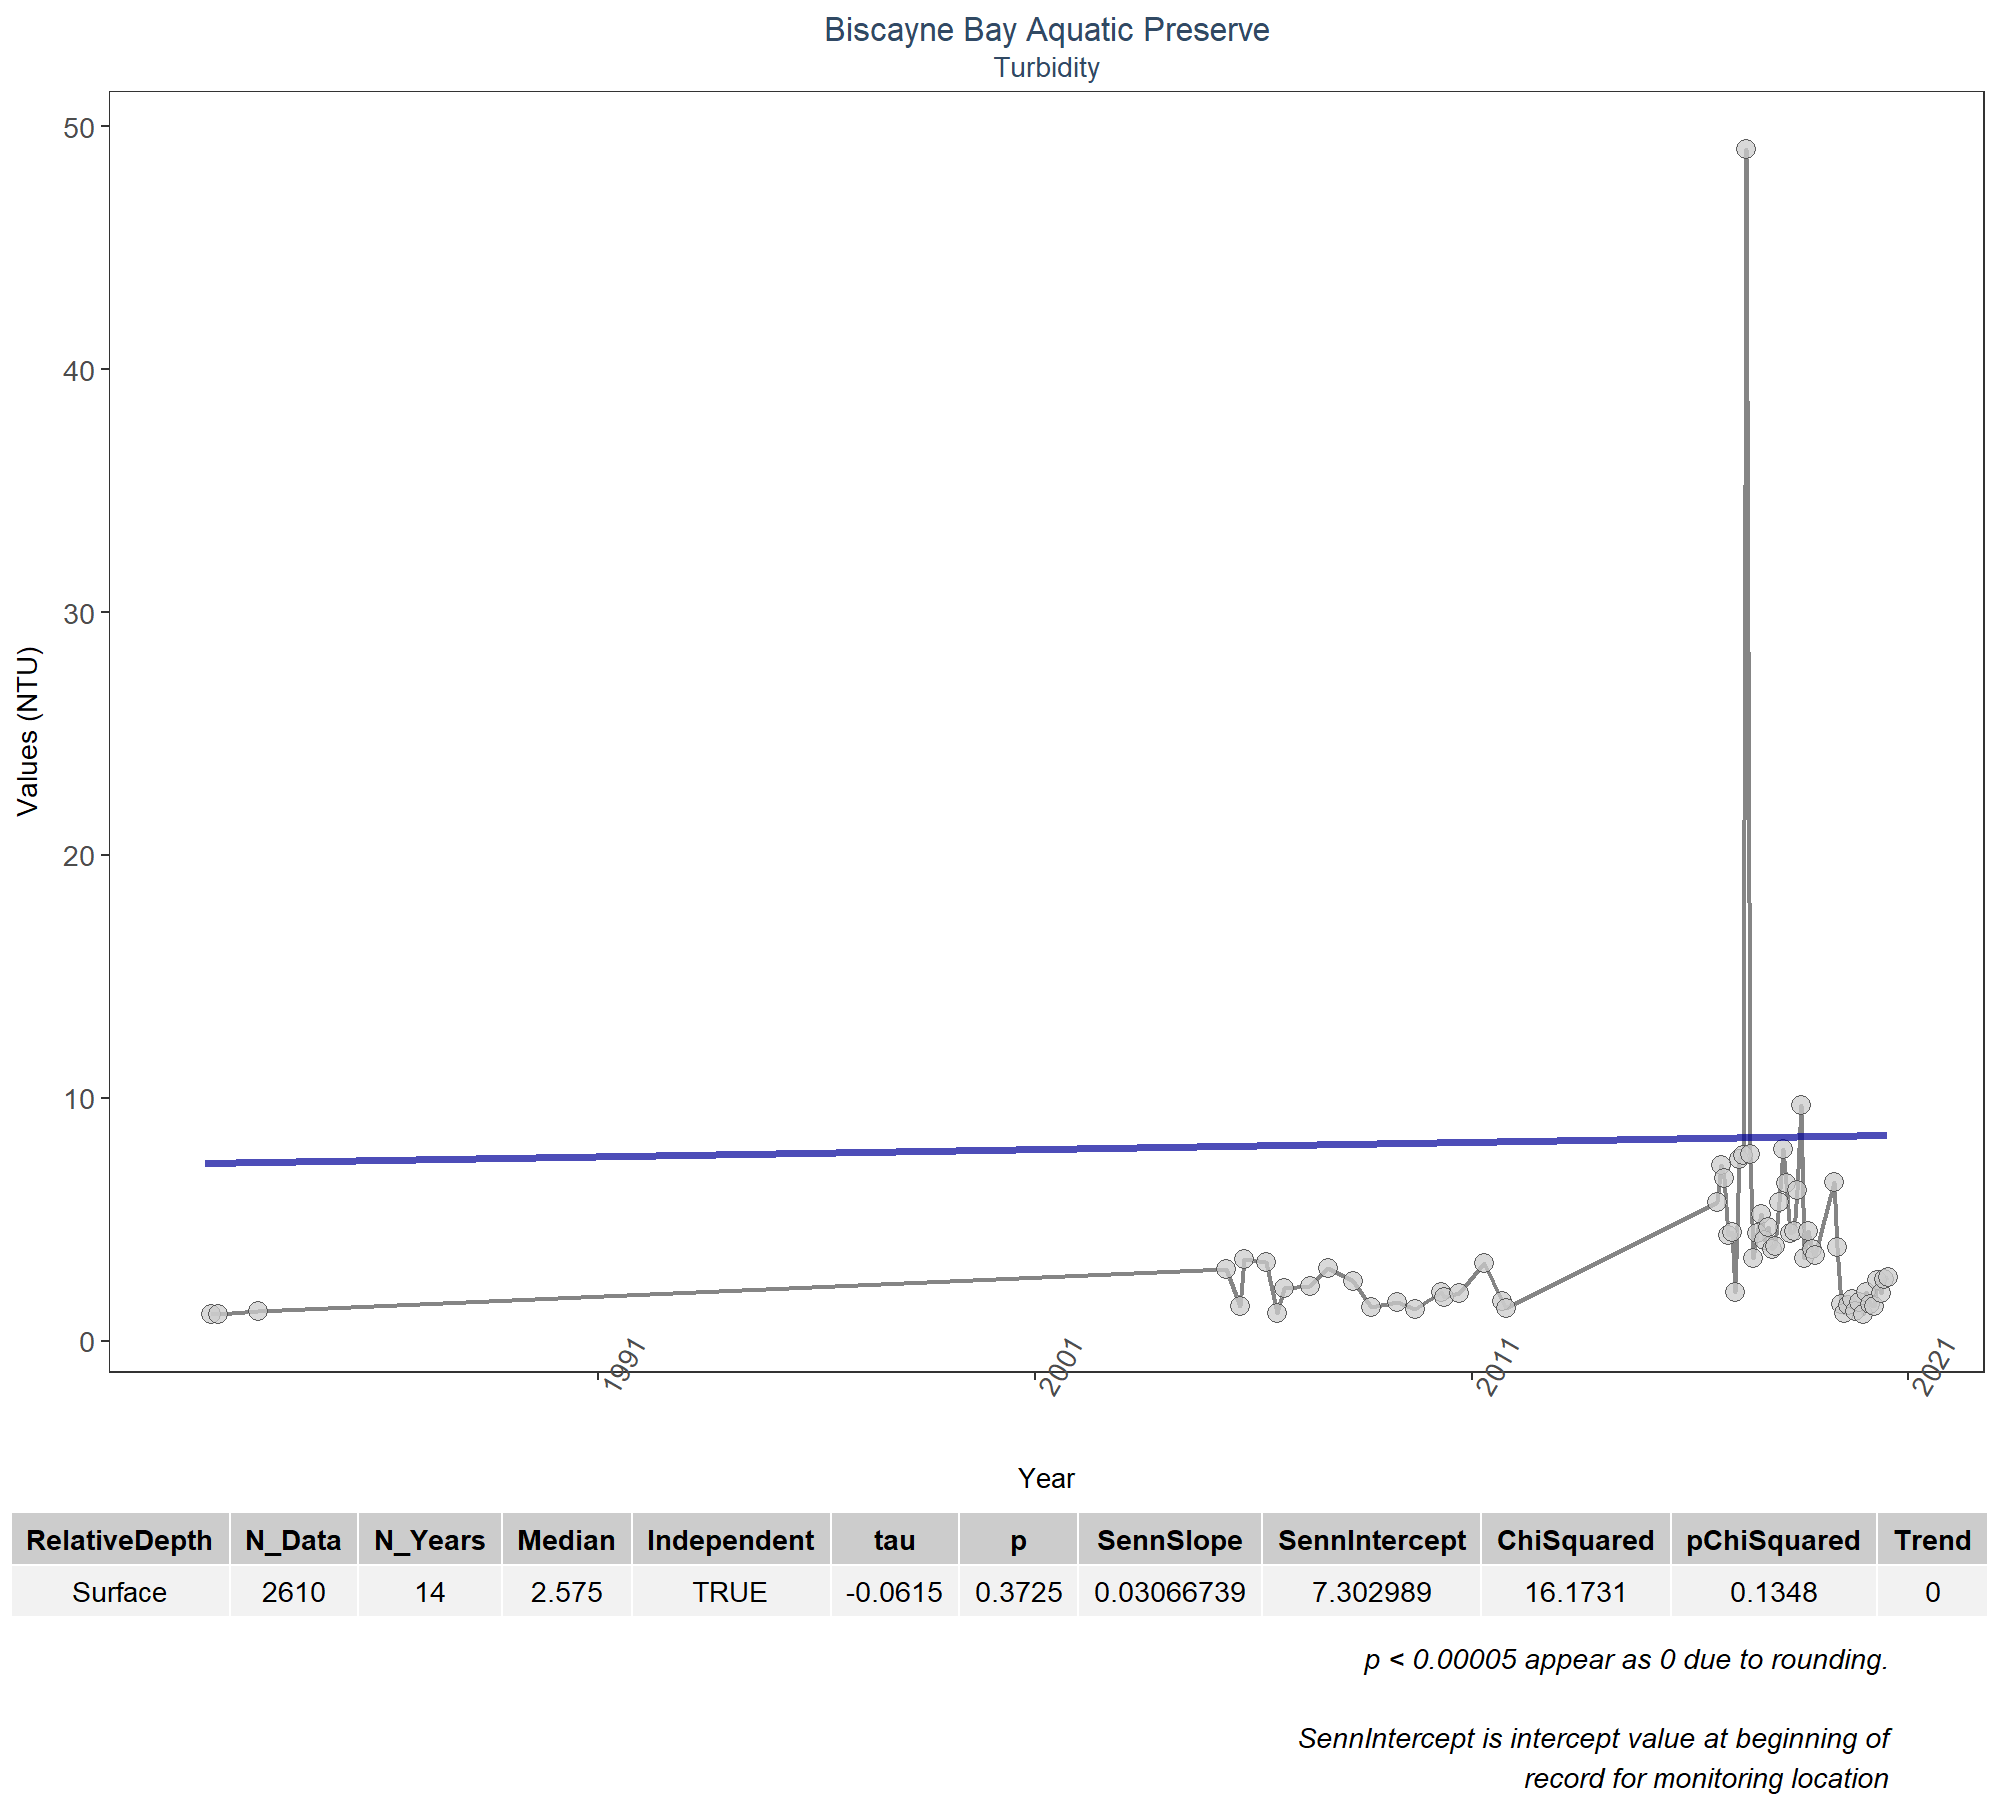 Biscayne Bay Aquatic Preserve
Turbidity
50
40
30
20
10
0
Values (NTU)
1991 2001 2011 2021
Year
RelativeDepth N_Data N_Years Median Independent tau p SennSlope SennIntercept ChiSquared pChiSquared Trend
Surface 2610 14 2.575 TRUE -0.0615 0.3725 0.03066739 7.302989 16.1731 0.1348 0
p < 0.00005 appear as 0 due to rounding.
SennIntercept is intercept value at beginning of
record for monitoring location